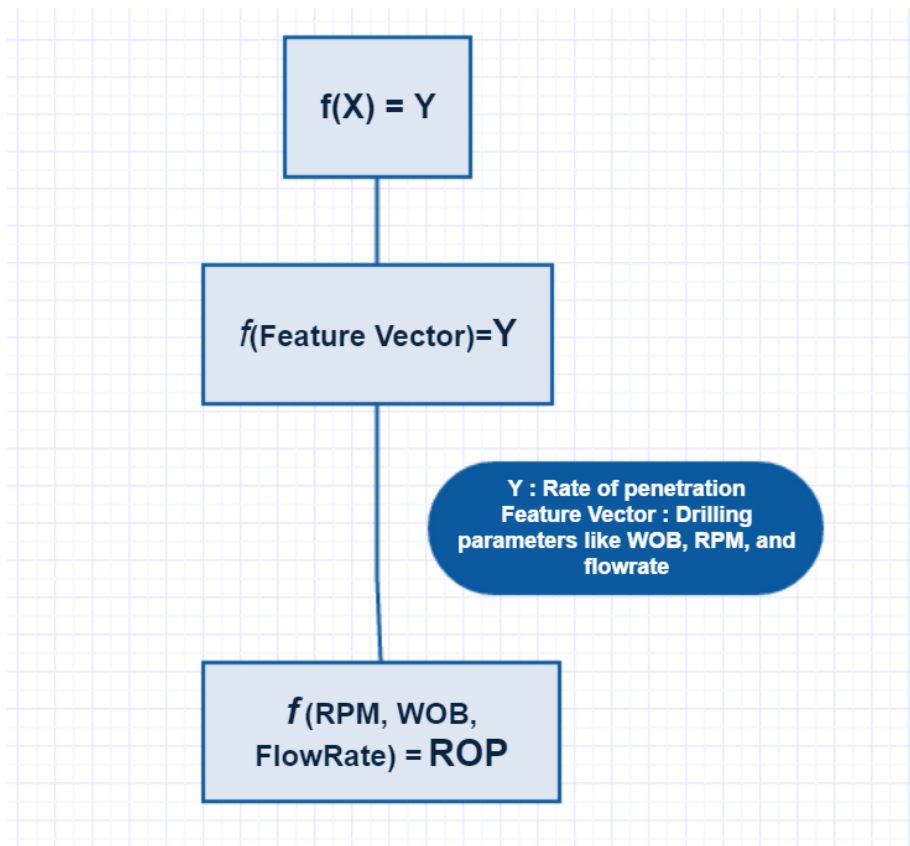 f(X) = Y
f(Feature Vector)=Y
Y : Rate of penetration
Feature Vector : Drilling
parameters like WOB, RPM, and
flowrate
f (RPM, WOB,
FlowRate) = ROP